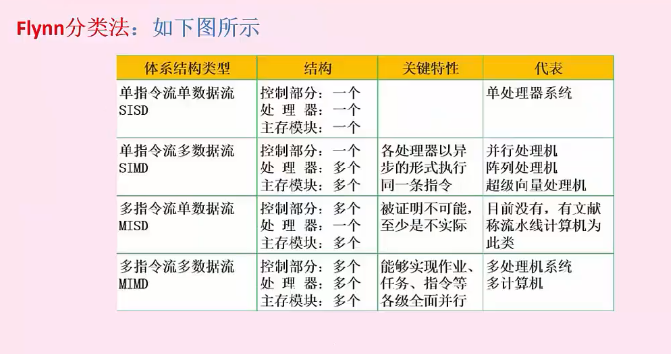 Flynn分类法：如下图所示
体系结构类型 结构 关键特性 代表
单指令流单数据流 控制部分：一个 单处理器系统
SISD 处 理 器：一个
主存模块：一个
单指令流多数据流 控制部分：一个 各处理器以异 并行处理机
SIMD 处 理 器：多个 步的形式执行 阵列处理机
主存模块：多个 同一条指令 超级向量处理机
多指令流单数据流 控制部分：多个 被证明不可能， 目前没有，有文献
MISD 处 理 器：一个 至少是不实际 称流水线计算机为
主存模块：多个 此类
多指令流多数据流 控制部分：多个 能够实现作业、 多处理机系统
MIMD 处 理 器：多个 任务、指令等 多计算机
主存模块：多个 各级全面并行